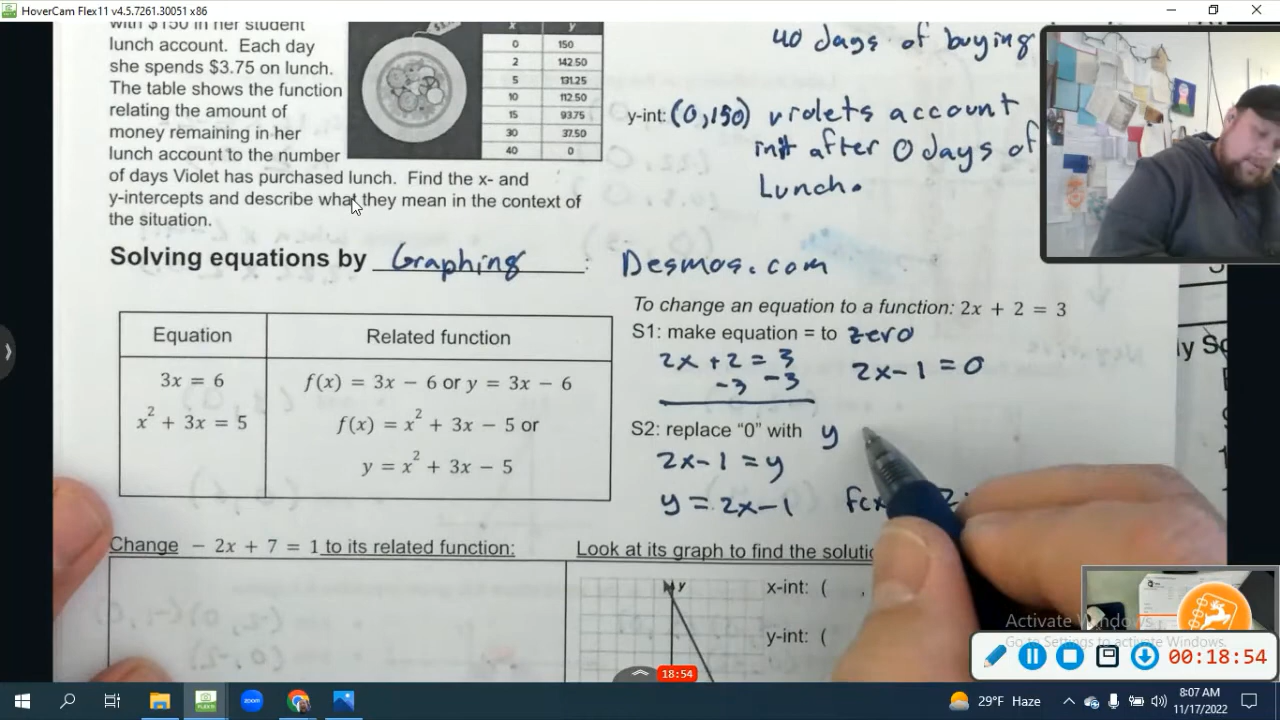 HoverCam Flex11 v4.5.7261.30051 x86
with $150 in her student
lunch account. Each day
she spends $3.75 on lunch.
The table shows the function
relating the amount of
money remaining in her
lunch account to the number
of days Violet has purchased lunch. Find the x- and
y-intercepts and describe what they mean in the context of
the situation.
x y
0 150
2 142.50
5 131.25
10 112.50
15 93.75
30 37.50
40 0
40 days of buying
y-int: (0,150) violets account
init after 0 days of
Lunch.
Solving equations by Graphing : Desmos.com
Equation Related function
3x = 6 f(x) = 3x − 6 or y = 3x − 6
x² + 3x = 5 f(x) = x² + 3x − 5 or
y = x² + 3x − 5
To change an equation to a function: 2x + 2 = 3
S1: make equation = to zero
2x + 2 = 3
-3 -3
2x - 1 = 0
S2: replace “0” with y
2x - 1 = y
y = 2x - 1
Change − 2x + 7 = 1 to its related function:
Look at its graph to find the
y
x-int: ( ,
y-int: (
Activate Windows
Go to Settings to activate Windows.
00:18:54
18:54
zoom
29°F Haze
8:07 AM
11/17/2022